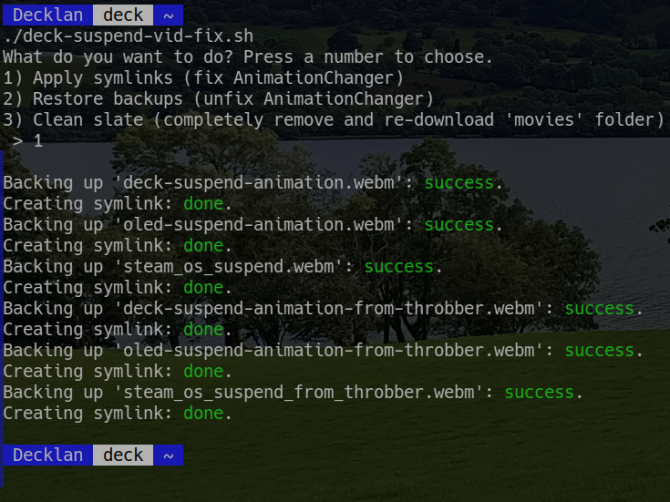 Decklan deck ~
./deck-suspend-vid-fix.sh
What do you want to do? Press a number to choose.
1) Apply symlinks (fix AnimationChanger)
2) Restore backups (unfix AnimationChanger)
3) Clean slate (completely remove and re-download 'movies' folder)
> 1
Backing up 'deck-suspend-animation.webm': success.
Creating symlink: done.
Backing up 'oled-suspend-animation.webm': success.
Creating symlink: done.
Backing up 'steam_os_suspend.webm': success.
Creating symlink: done.
Backing up 'deck-suspend-animation-from-throbber.webm': success.
Creating symlink: done.
Backing up 'oled-suspend-animation-from-throbber.webm': success.
Creating symlink: done.
Backing up 'steam_os_suspend_from_throbber.webm': success.
Creating symlink: done.
Decklan deck ~